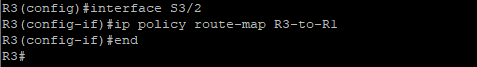 R3(config)#interface S3/2
R3(config-if)#ip policy route-map R3-to-R1
R3(config-if)#end
R3#